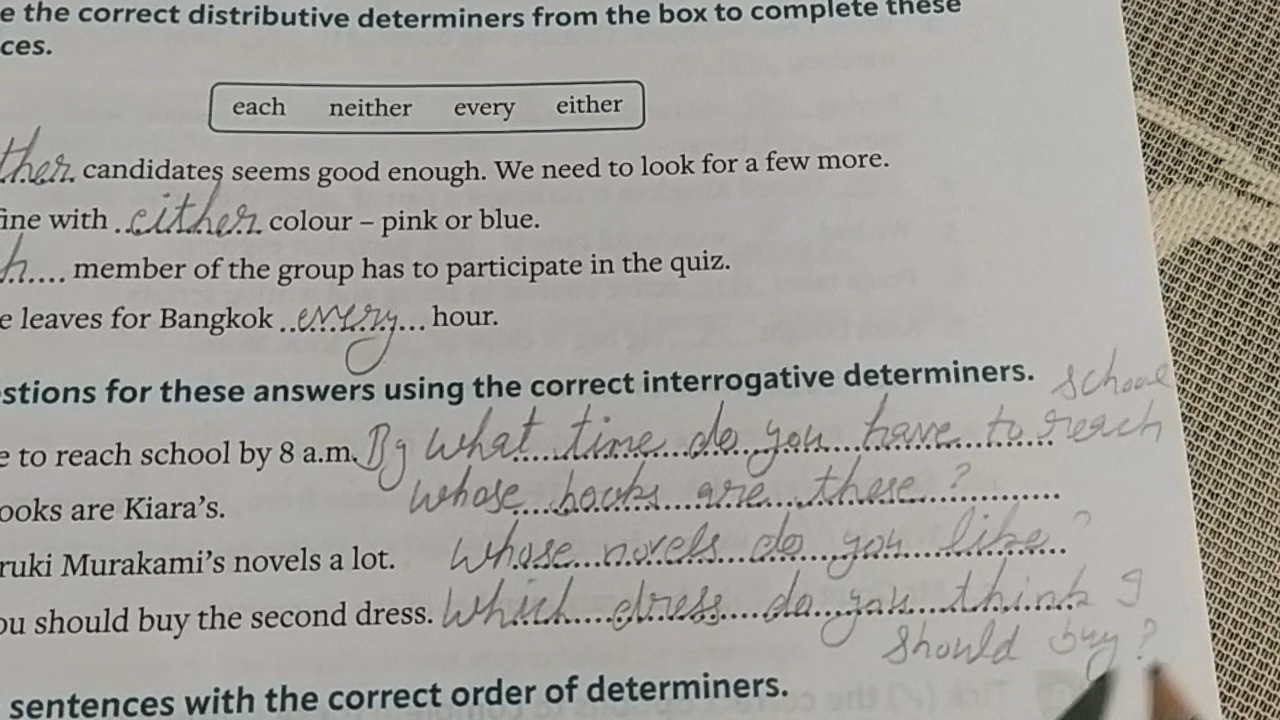 e the correct distributive determiners from the box to complete these
ces.
each neither every either
ther candidates seems good enough. We need to look for a few more.
ine with either colour – pink or blue.
h.... member of the group has to participate in the quiz.
e leaves for Bangkok ..every... hour.
stions for these answers using the correct interrogative determiners. school
e to reach school by 8 a.m. By what time do you have to reach
ooks are Kiara's. whose books are these ?
ruki Murakami's novels a lot. Whose novels do you like ?
ou should buy the second dress. Which dress do you think I
should buy ?
sentences with the correct order of determiners.